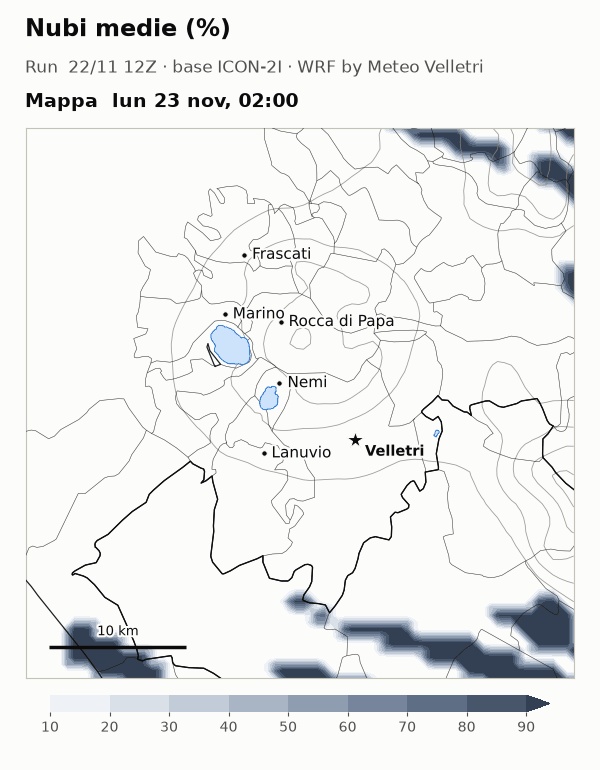 Nubi medie (%)
Run  22/11 12Z · base ICON-2I · WRF by Meteo Velletri
Mappa  lun 23 nov, 02:00
Frascati
Marino
Rocca di Papa
Nemi
Velletri
Lanuvio
10 km
10 20 30 40 50 60 70 80 90